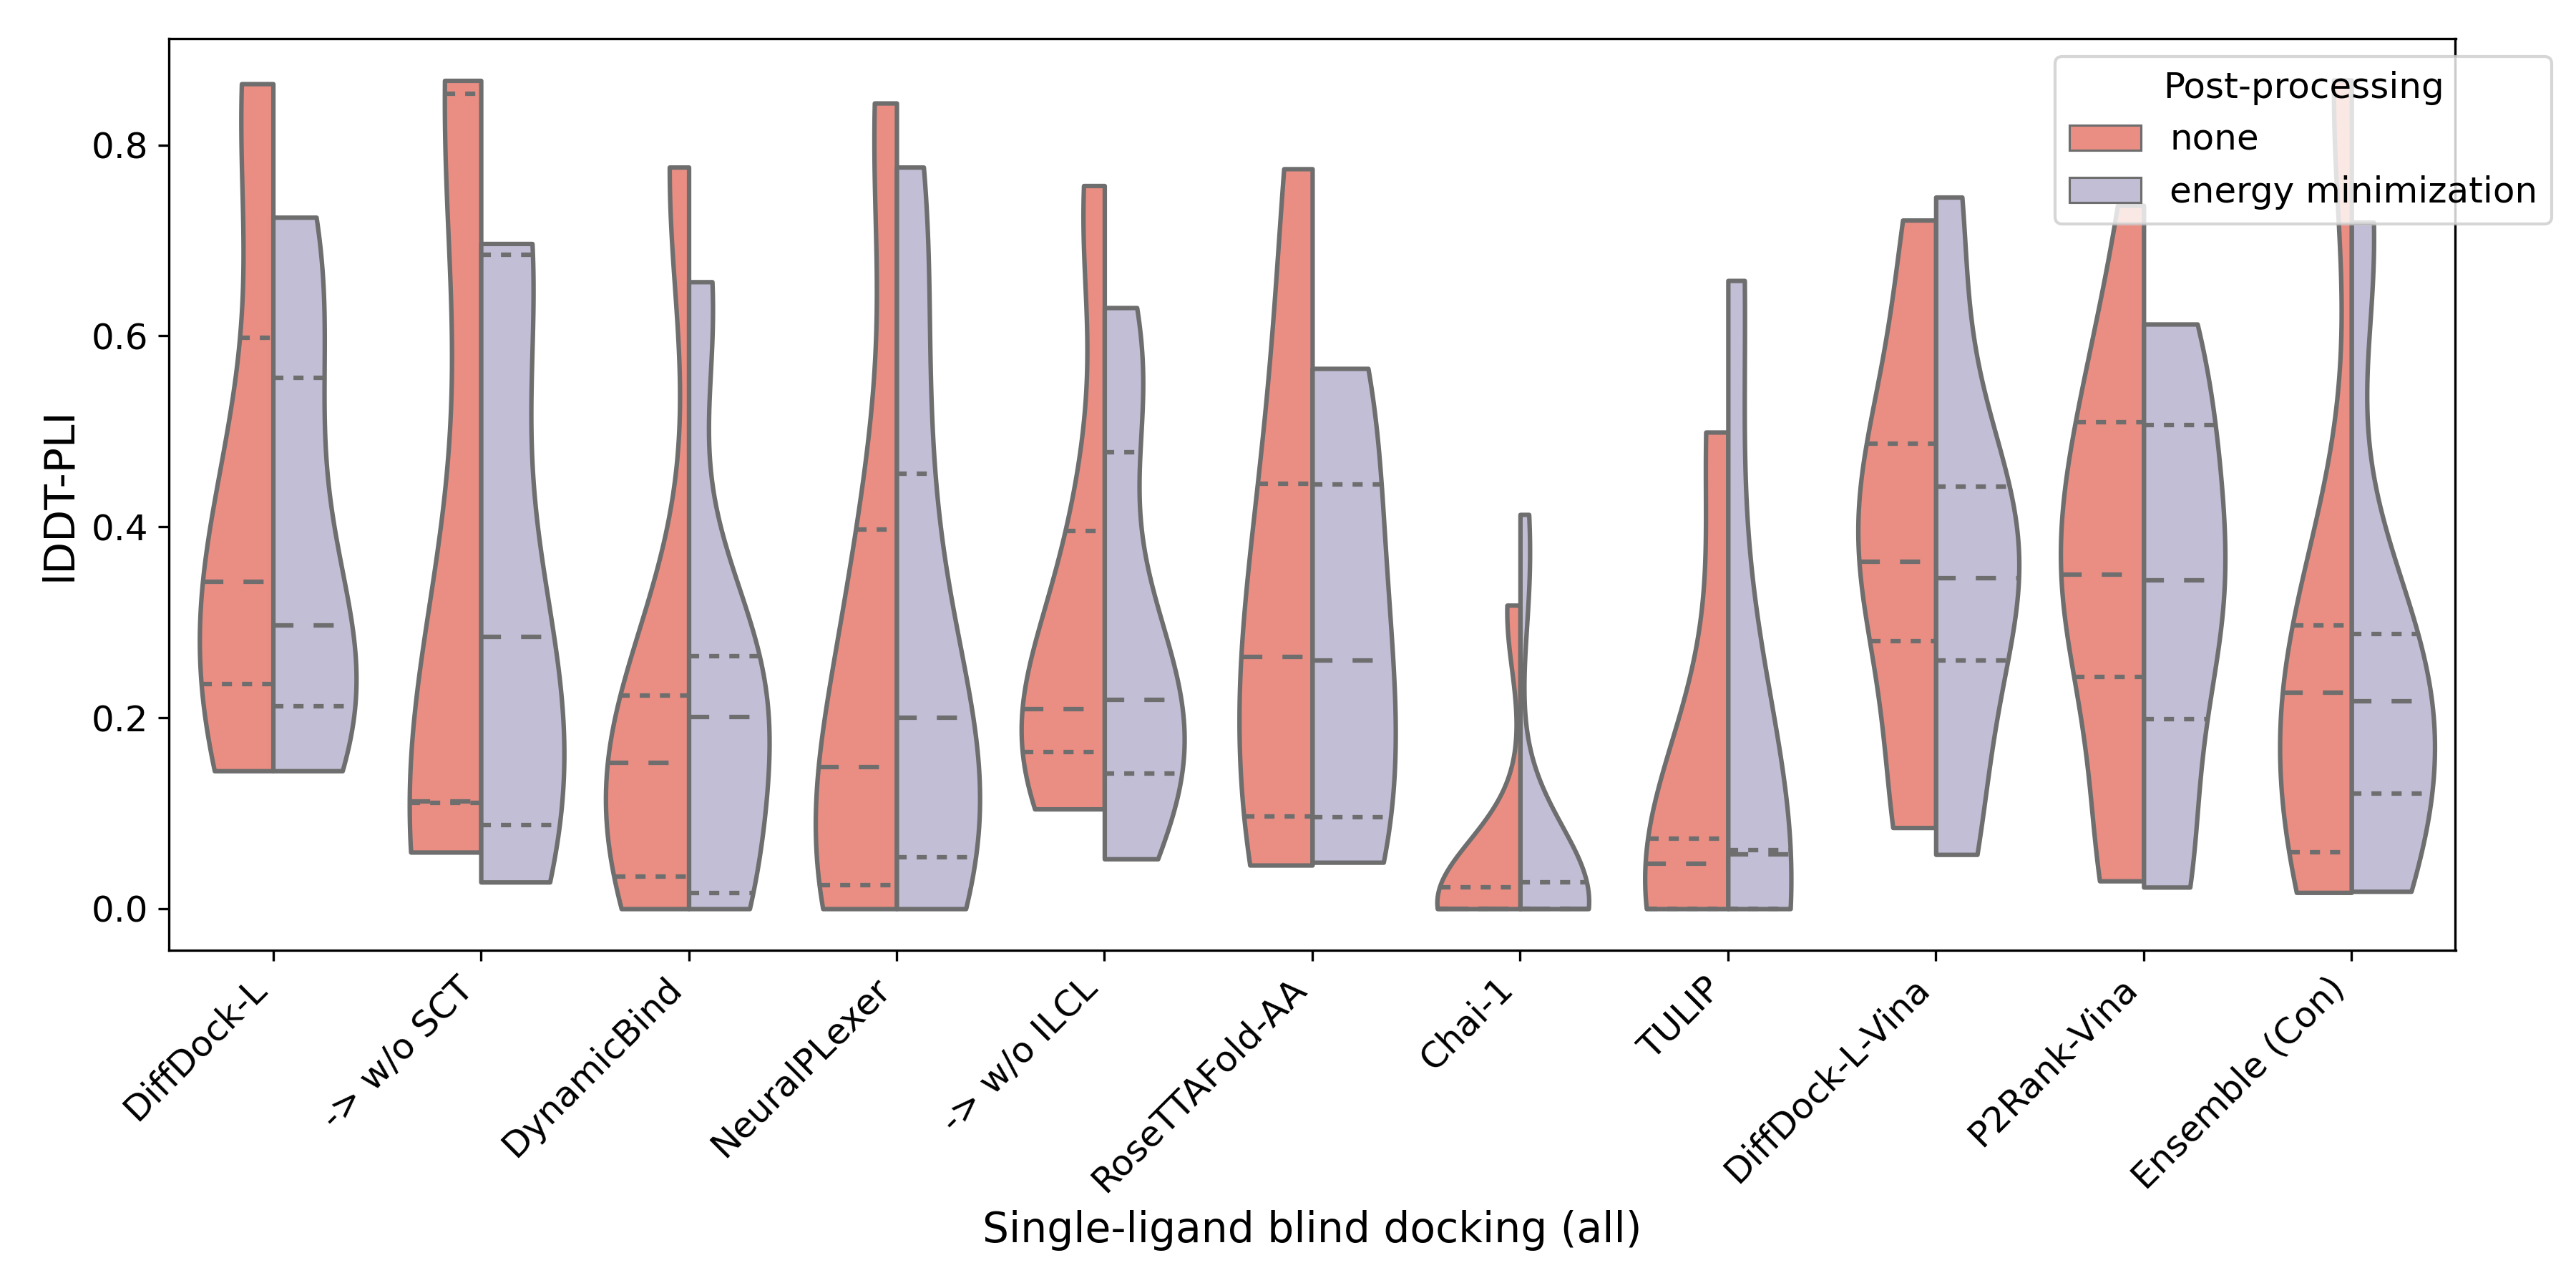 Post-processing
none
energy minimization
lDDT-PLI
0.8
0.6
0.4
0.2
0.0
DiffDock-L
-> w/o SCT
DynamicBind
NeuralPLexer
-> w/o ILCL
RoseTTAFold-AA
Chai-1
TULIP
DiffDock-L-Vina
P2Rank-Vina
Ensemble (Con)
Single-ligand blind docking (all)